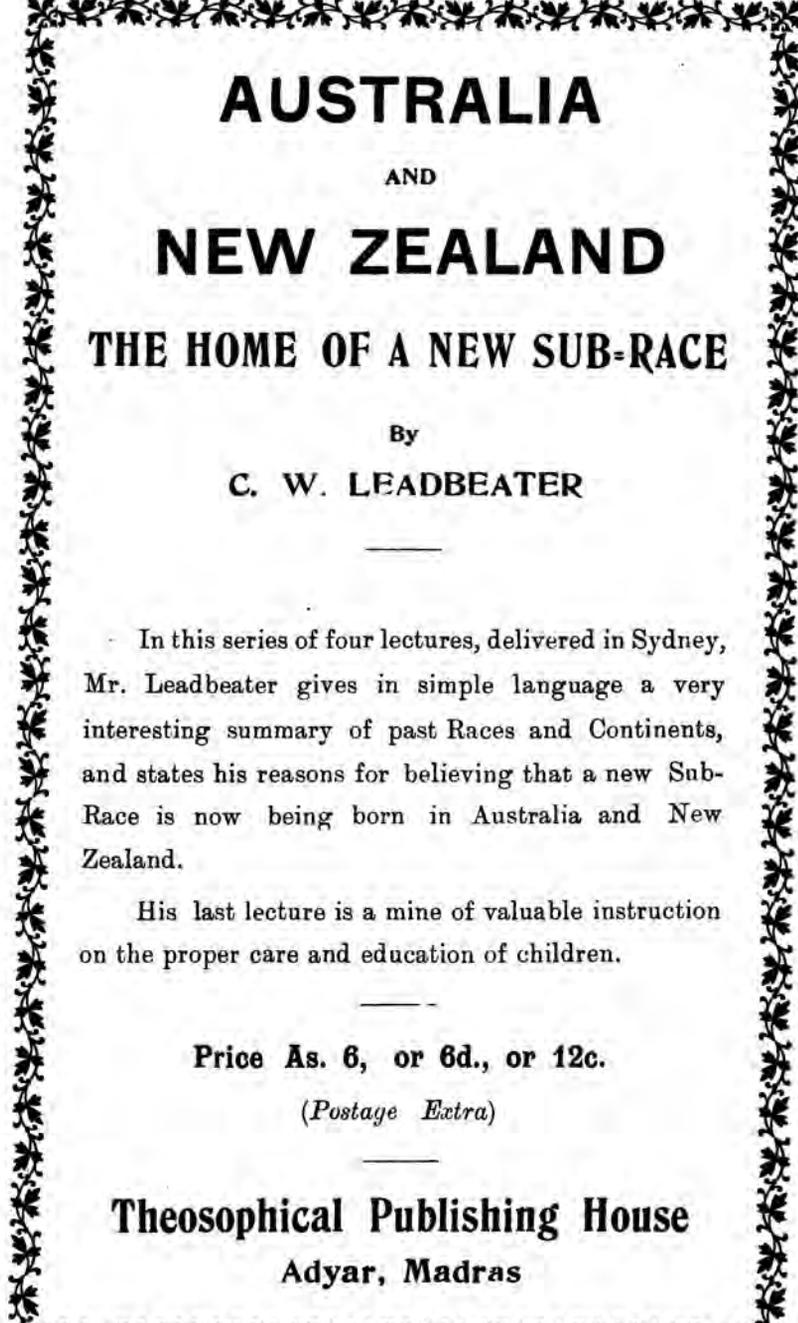 AUSTRALIA
AND
NEW ZEALAND
THE HOME OF A NEW SUB=RACE
By
C. W. LEADBEATER
In this series of four lectures, delivered in Sydney,
Mr. Leadbeater gives in simple language a very
interesting summary of past Races and Continents,
and states his reasons for believing that a new Sub-
Race is now being born in Australia and New
Zealand.
His last lecture is a mine of valuable instruction
on the proper care and education of children.
Price As. 6, or 6d., or 12c.
(Postage Extra)
Theosophical Publishing House
Adyar, Madras